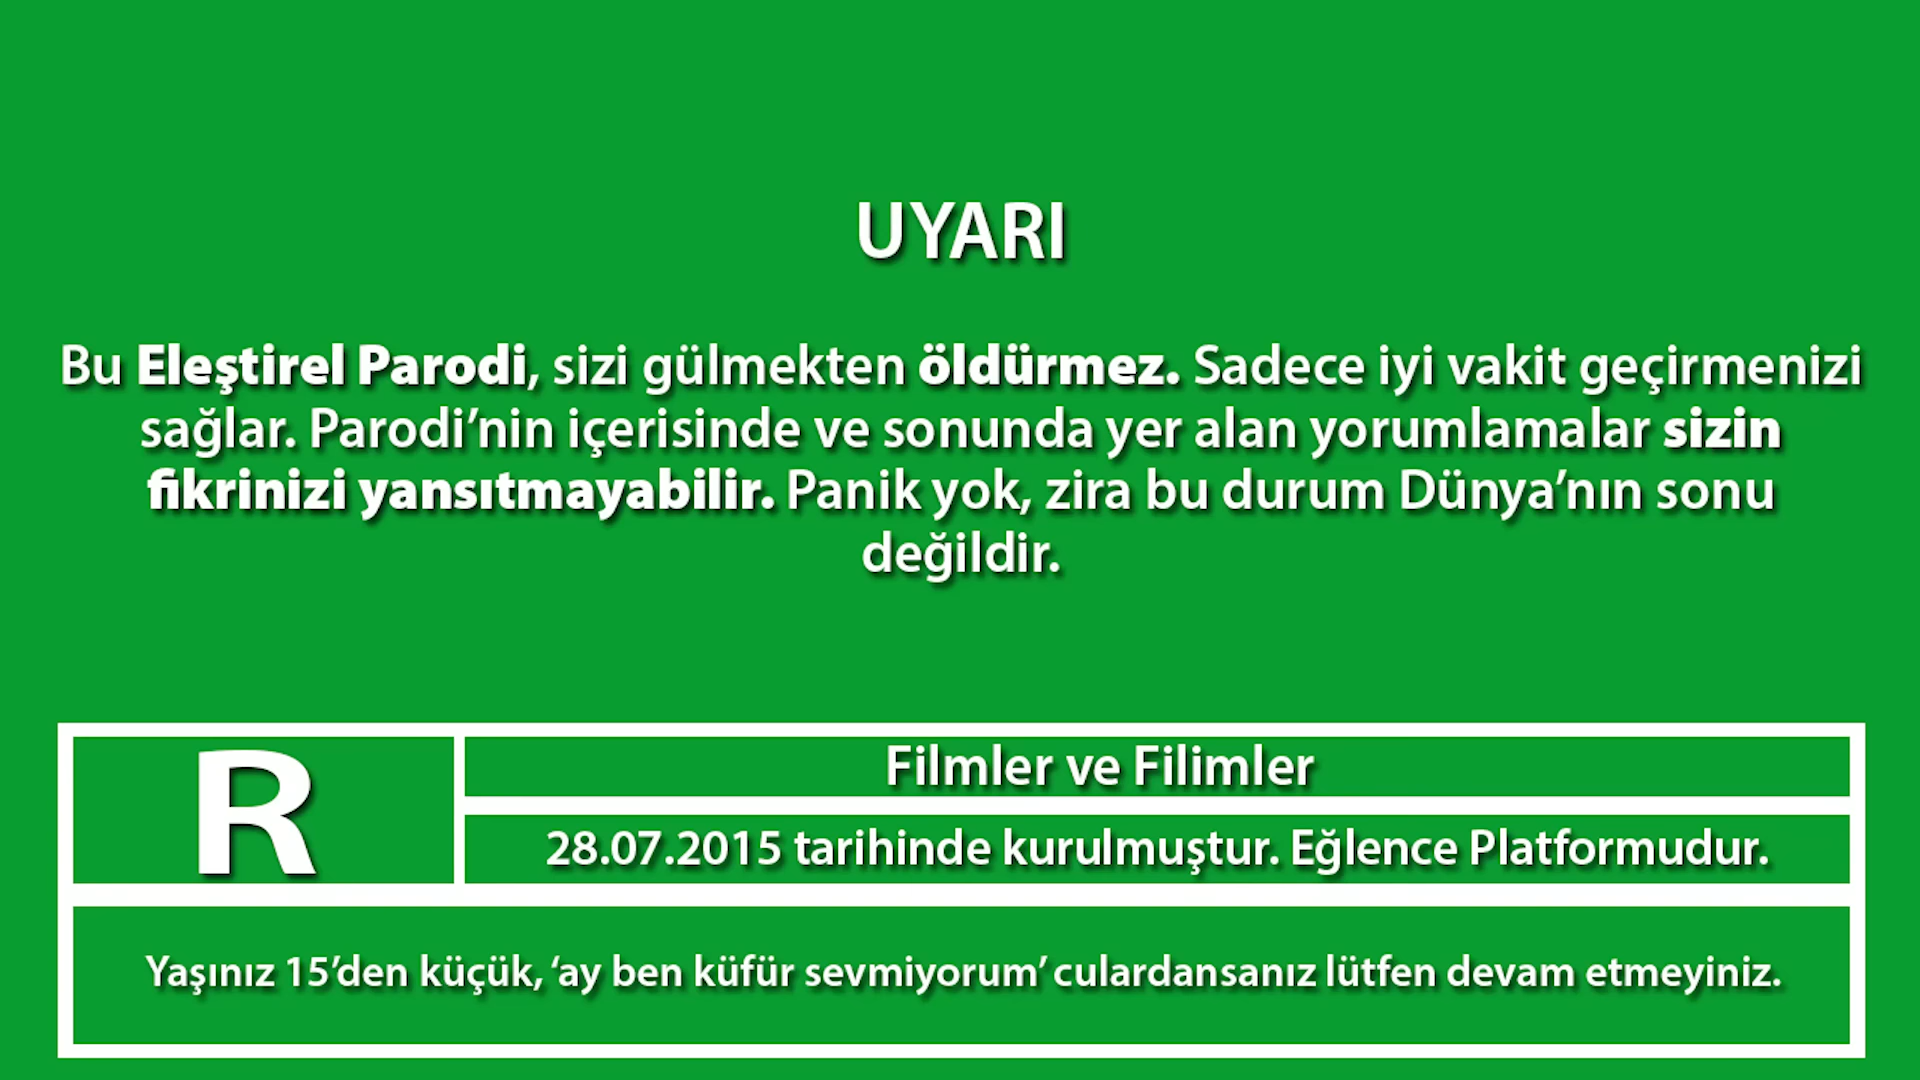 UYARI
Bu Eleştirel Parodi, sizi gülmekten öldürmez. Sadece iyi vakit geçirmenizi
sağlar. Parodi’nin içerisinde ve sonunda yer alan yorumlamalar sizin
fikrinizi yansıtmayabilir. Panik yok, zira bu durum Dünya’nın sonu
değildir.
R
Filmler ve Filimler
28.07.2015 tarihinde kurulmuştur. Eğlence Platformudur.
Yaşınız 15’den küçük, ‘ay ben küfür sevmiyorum’ culardansanız lütfen devam etmeyiniz.